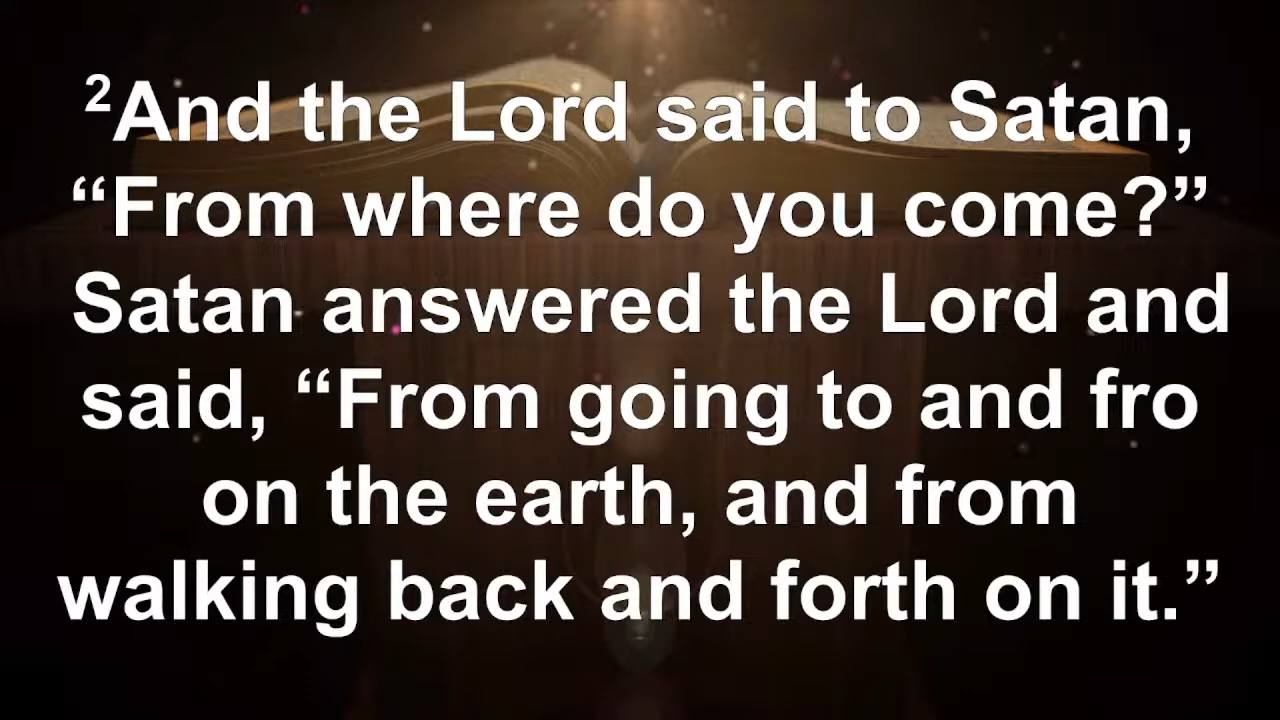 ²And the Lord said to Satan,
“From where do you come?”
Satan answered the Lord and
said, “From going to and fro
on the earth, and from
walking back and forth on it.”